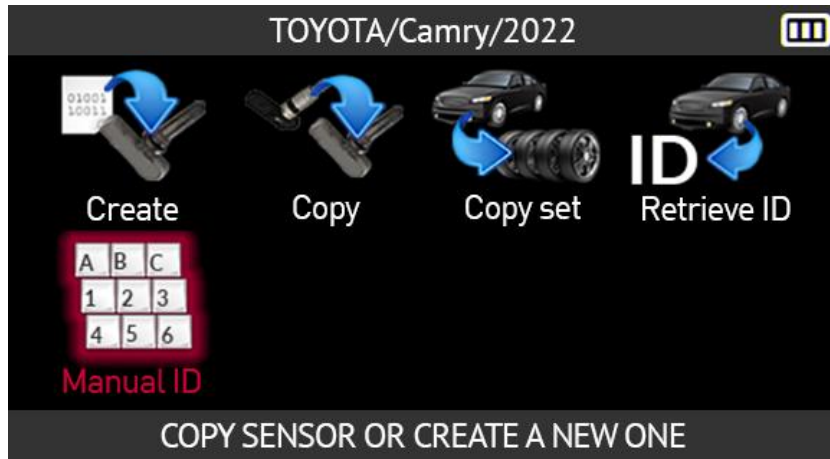 TOYOTA/Camry/2022
01001
10011
Create
Copy
Copy set
ID
Retrieve ID
A B C
1 2 3
4 5 6
Manual ID
COPY SENSOR OR CREATE A NEW ONE